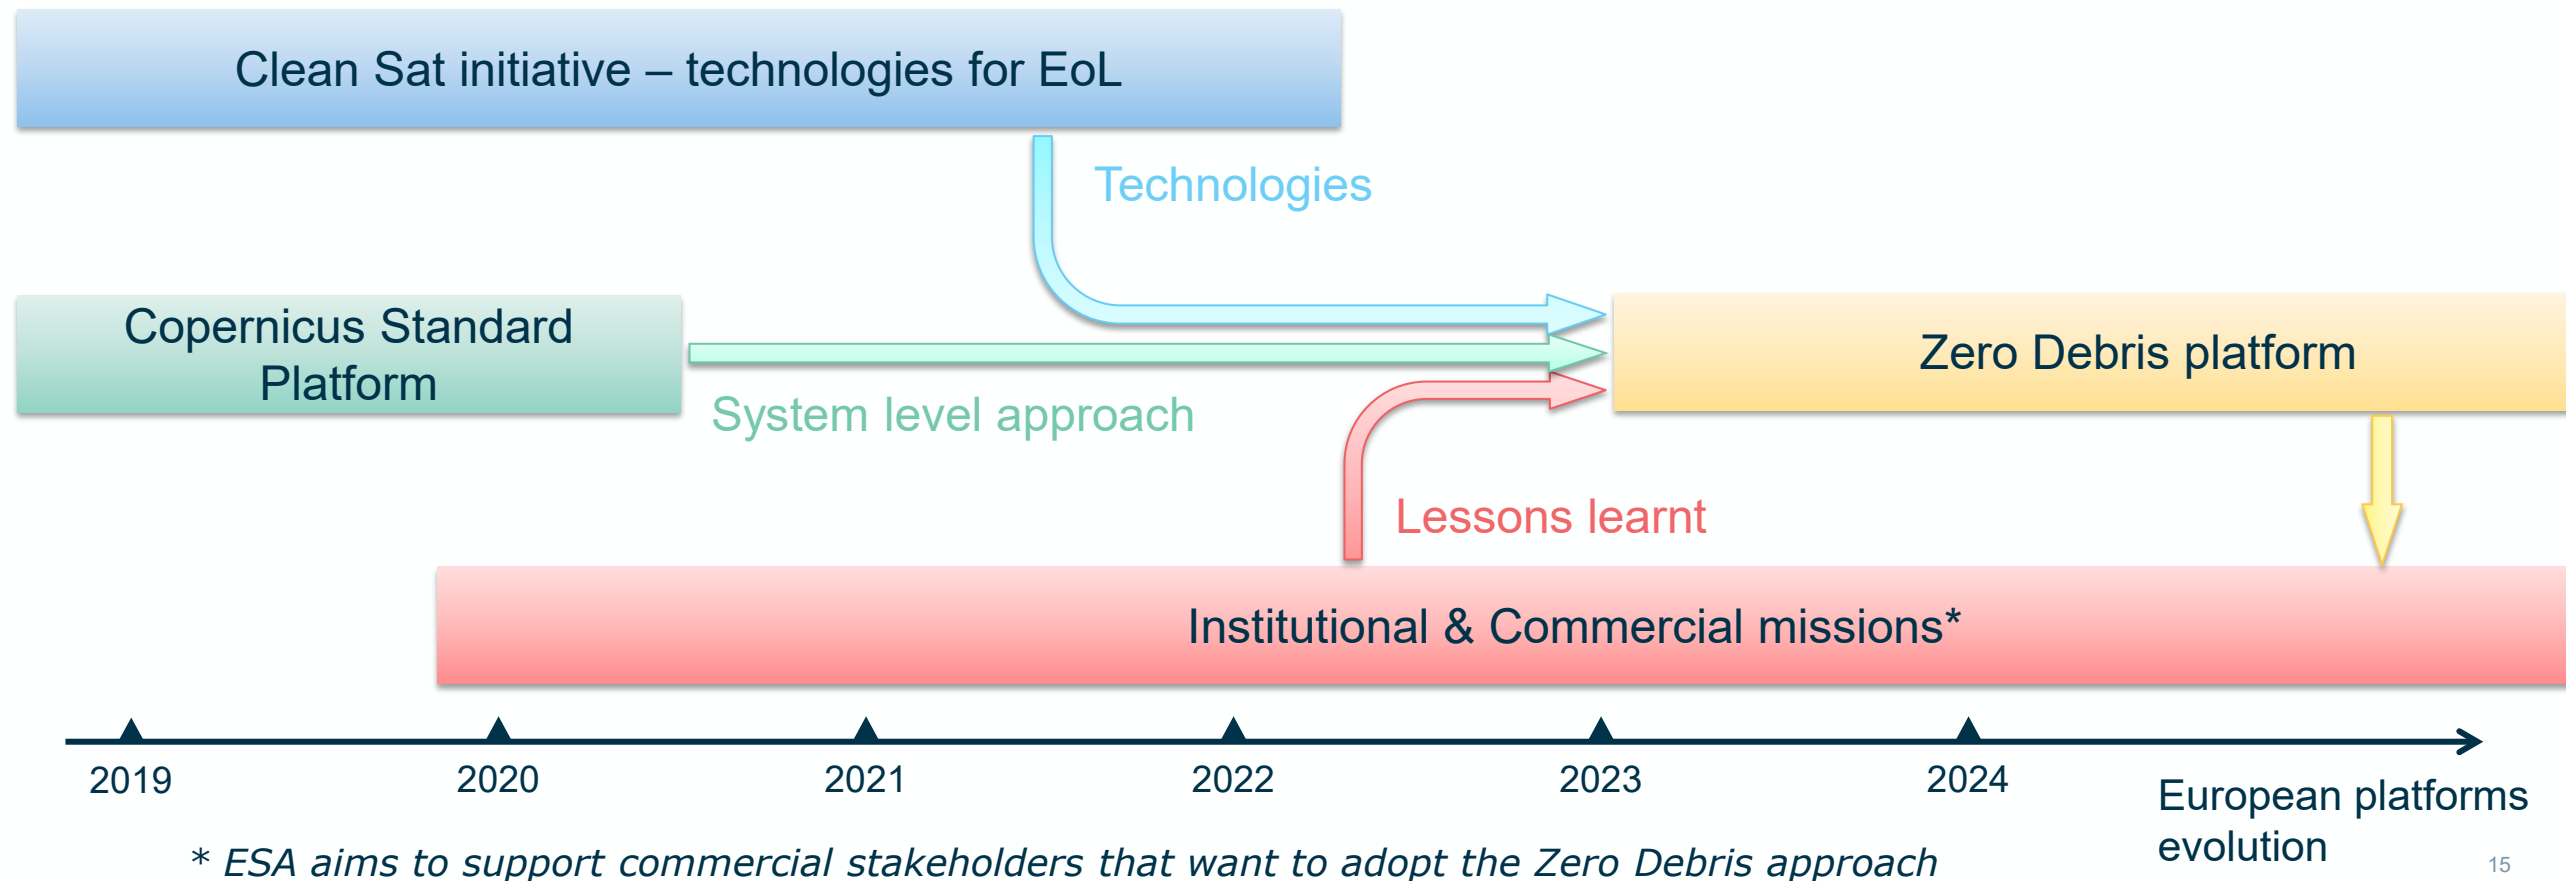 Clean Sat initiative – technologies for EoL
Technologies
Copernicus Standard
Platform
Zero Debris platform
System level approach
Lessons learnt
Institutional & Commercial missions*
2019
2020
2021
2022
2023
2024
European platforms
evolution
* ESA aims to support commercial stakeholders that want to adopt the Zero Debris approach
15